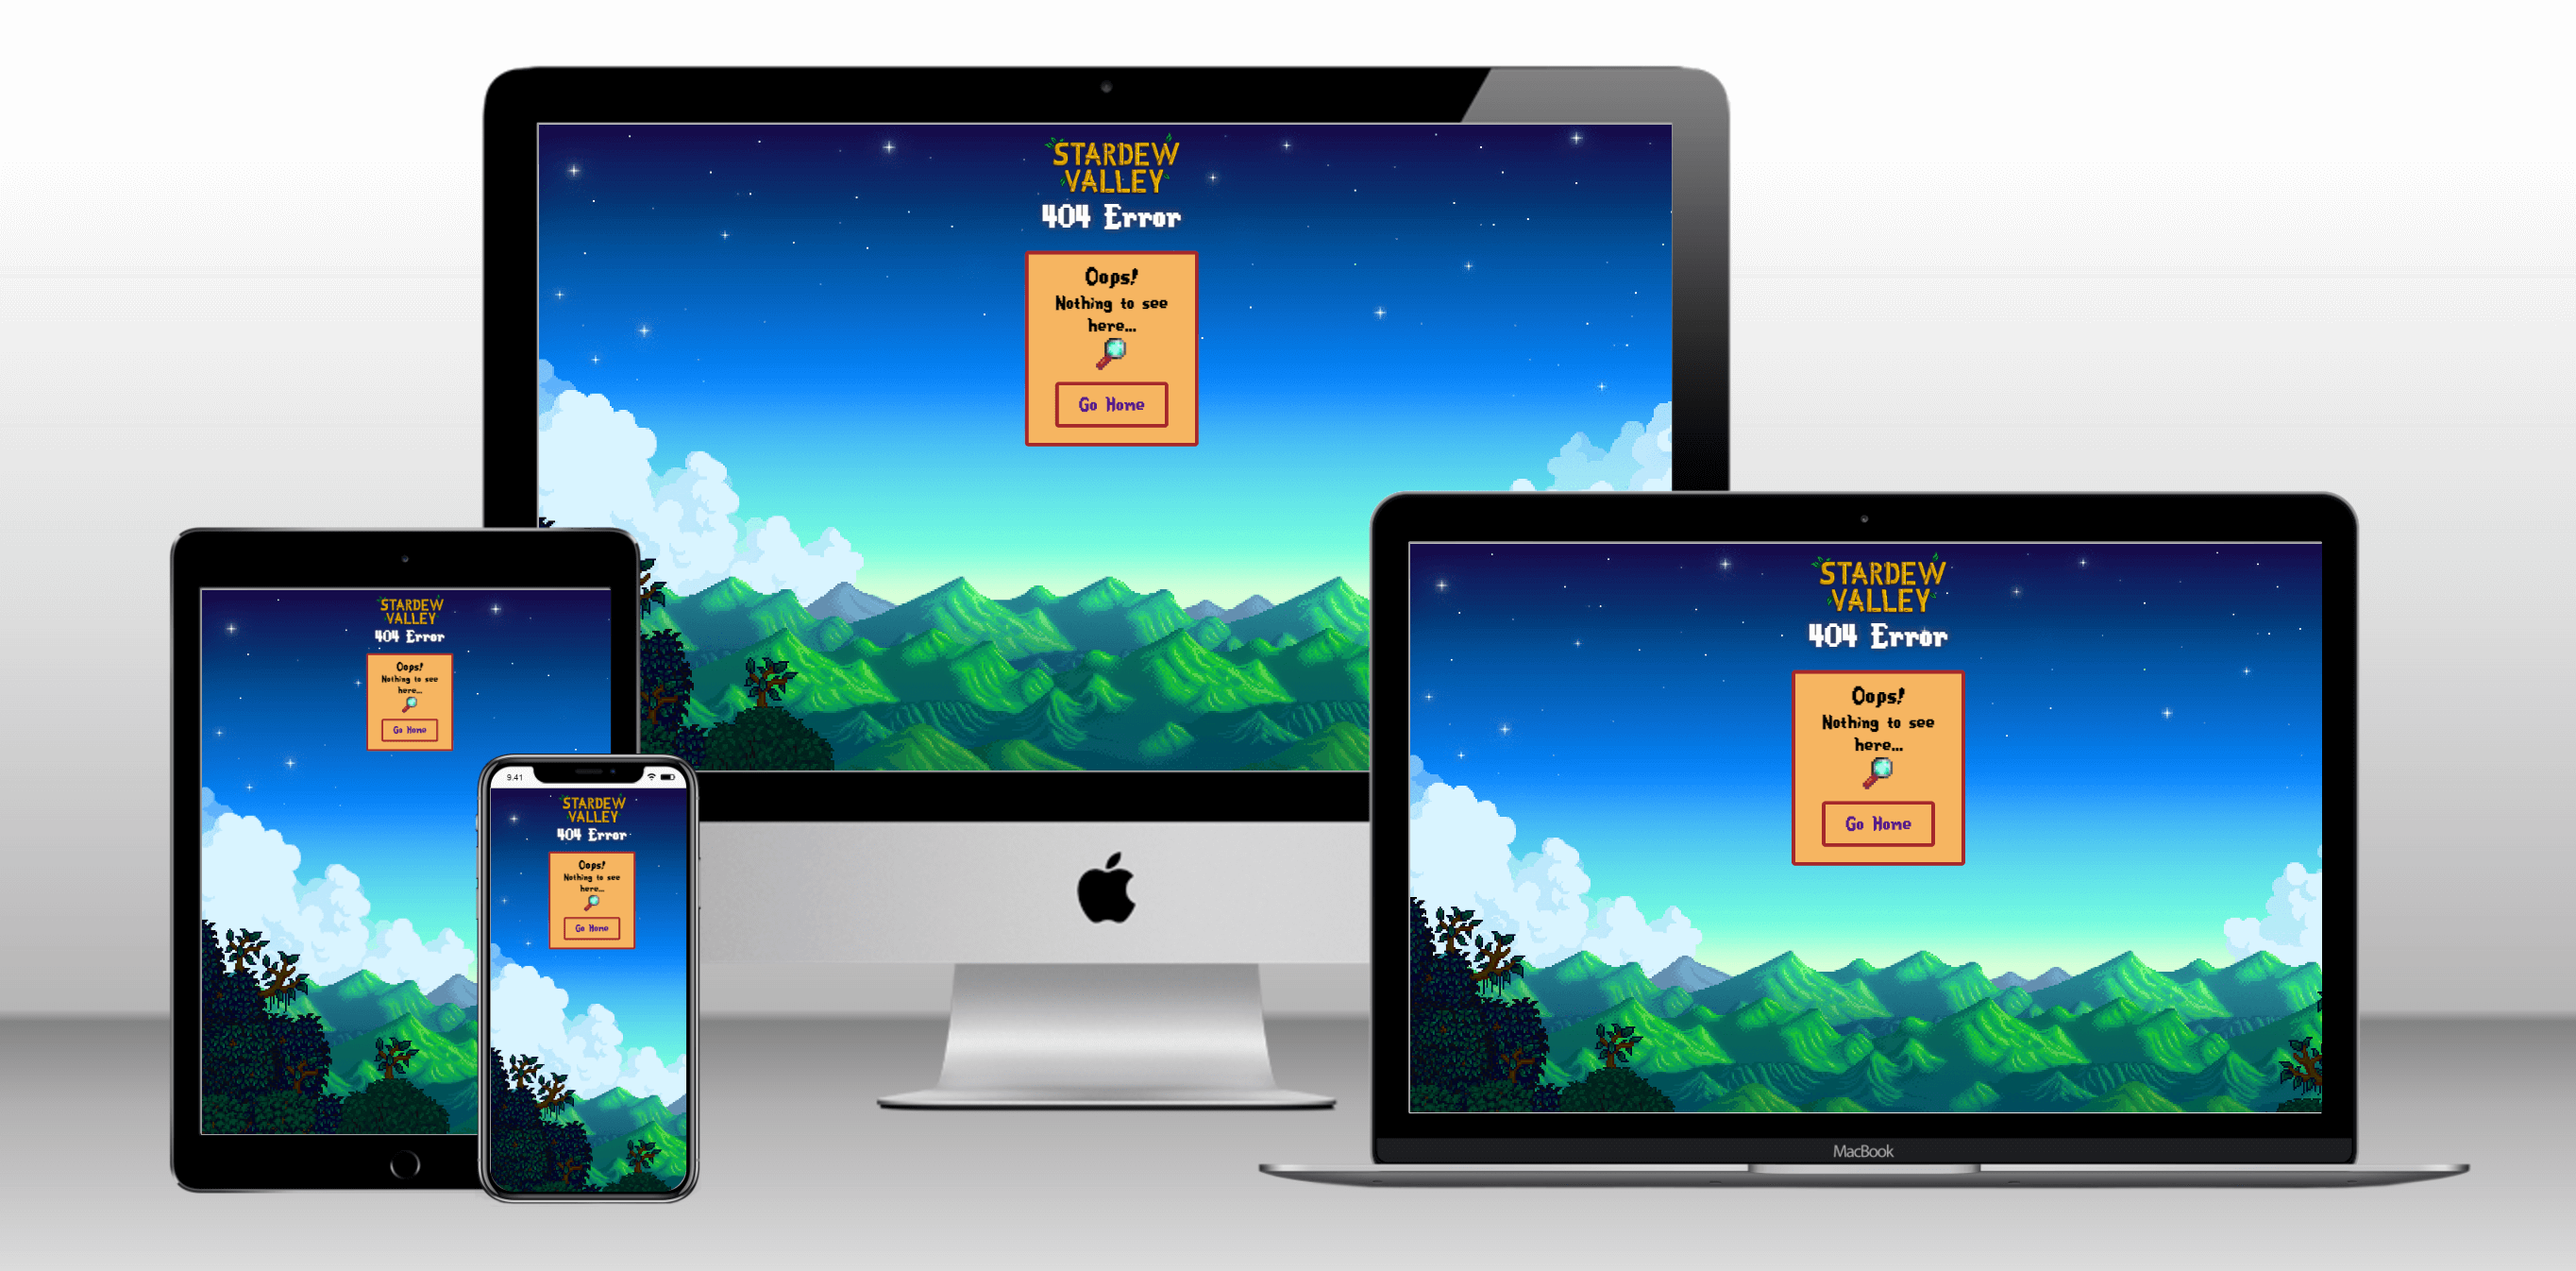 STARDEW
VALLEY
404 Error
Oops!
Nothing to see
here...
Go Home
STARDEW
VALLEY
404 Error
Oops!
Nothing to see
here...
Go Home
9.41
STARDEW
VALLEY
404 Error
Oops!
Nothing to see
here...
Go Home
STARDEW
VALLEY
404 Error
Oops!
Nothing to see
here...
Go Home
MacBook